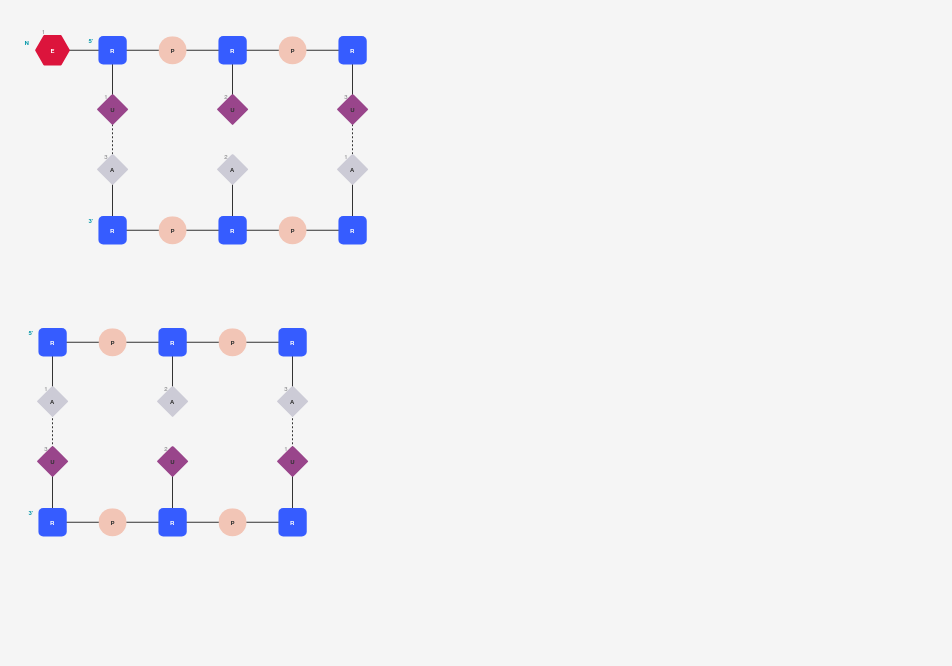 1
N E 5' R P R P R
1 U 2 U 3 U
3 A 2 A 1 A
3' R P R P R
5' R P R P R
1 A 2 A 3 A
3 U 2 U 1 U
3' R P R P R